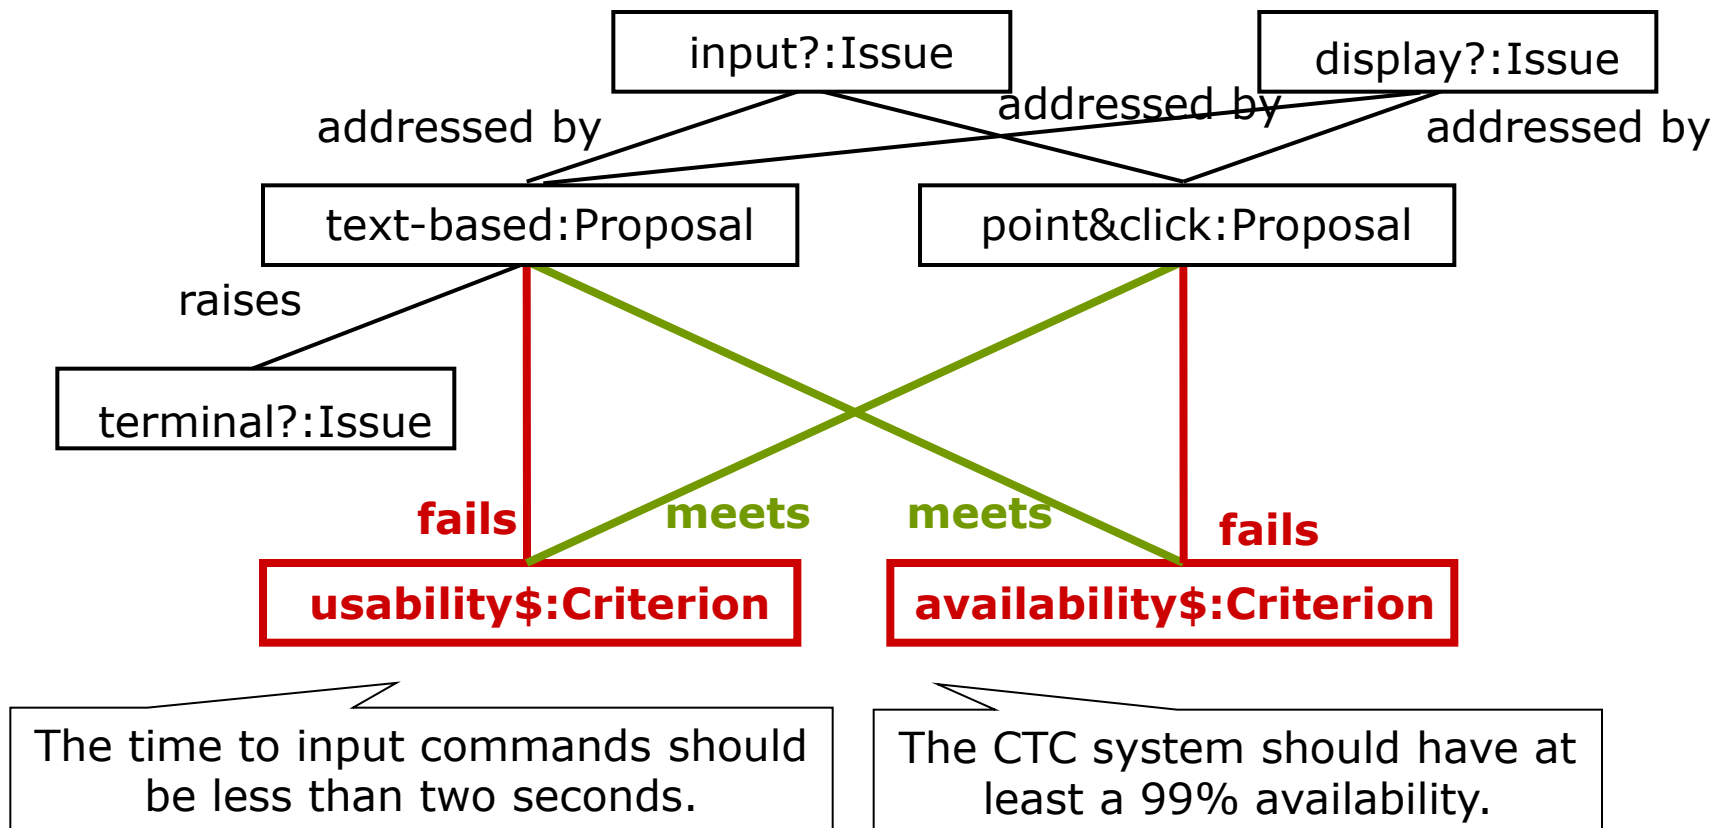 input?:Issue
display?:Issue
addressed by
addressed by
addressed by
text-based:Proposal
point&click:Proposal
raises
terminal?:Issue
fails
meets
meets
fails
usability$:Criterion
availability$:Criterion
The time to input commands should
be less than two seconds.
The CTC system should have at
least a 99% availability.